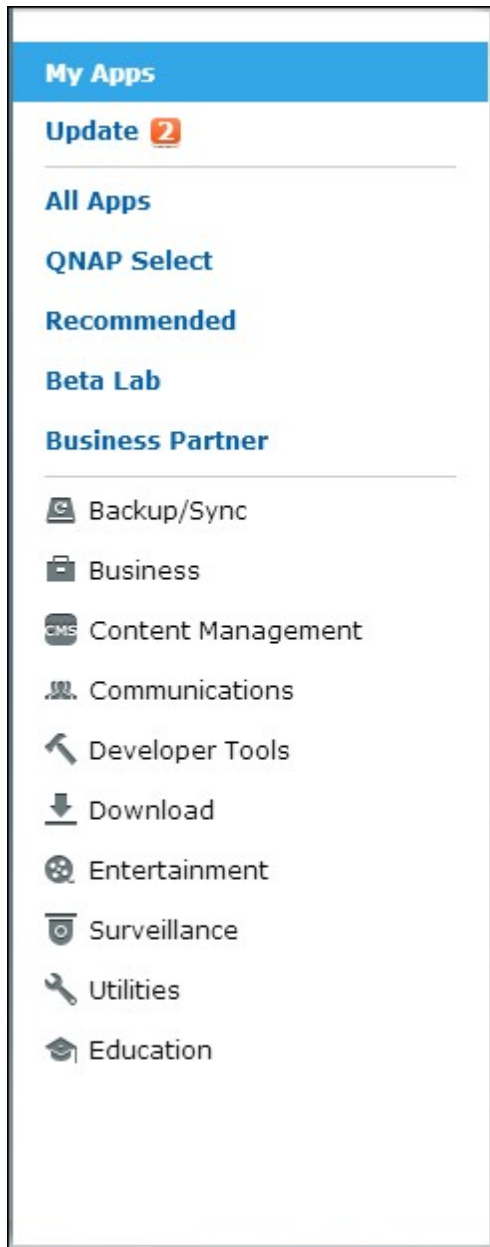 My Apps
Update 2
All Apps
QNAP Select
Recommended
Beta Lab
Business Partner
Backup/Sync
Business
CMS Content Management
Communications
Developer Tools
Download
Entertainment
Surveillance
Utilities
Education